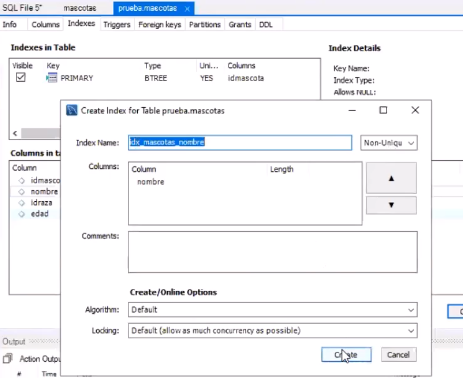 SQL File 5* mascotas prueba.mascotas ×
Info Columns Indexes Triggers Foreign keys Partitions Grants DDL
Indexes in Table
Visible Key Type Uni... Columns
PRIMARY BTREE YES idmascota
Index Details
Key Name:
Index Type:
Allows NULL:
Create Index for Table prueba.mascotas
Index Name: idx_mascotas_nombre Non-Uniqu
Columns in ta
Column
idmasco
nombre
idraza
edad
Columns: Column Length
nombre
Comments:
Create/Online Options
Algorithm: Default
Locking: Default (allow as much concurrency as possible)
Create Cancel
Output
Action Outpu
# Time